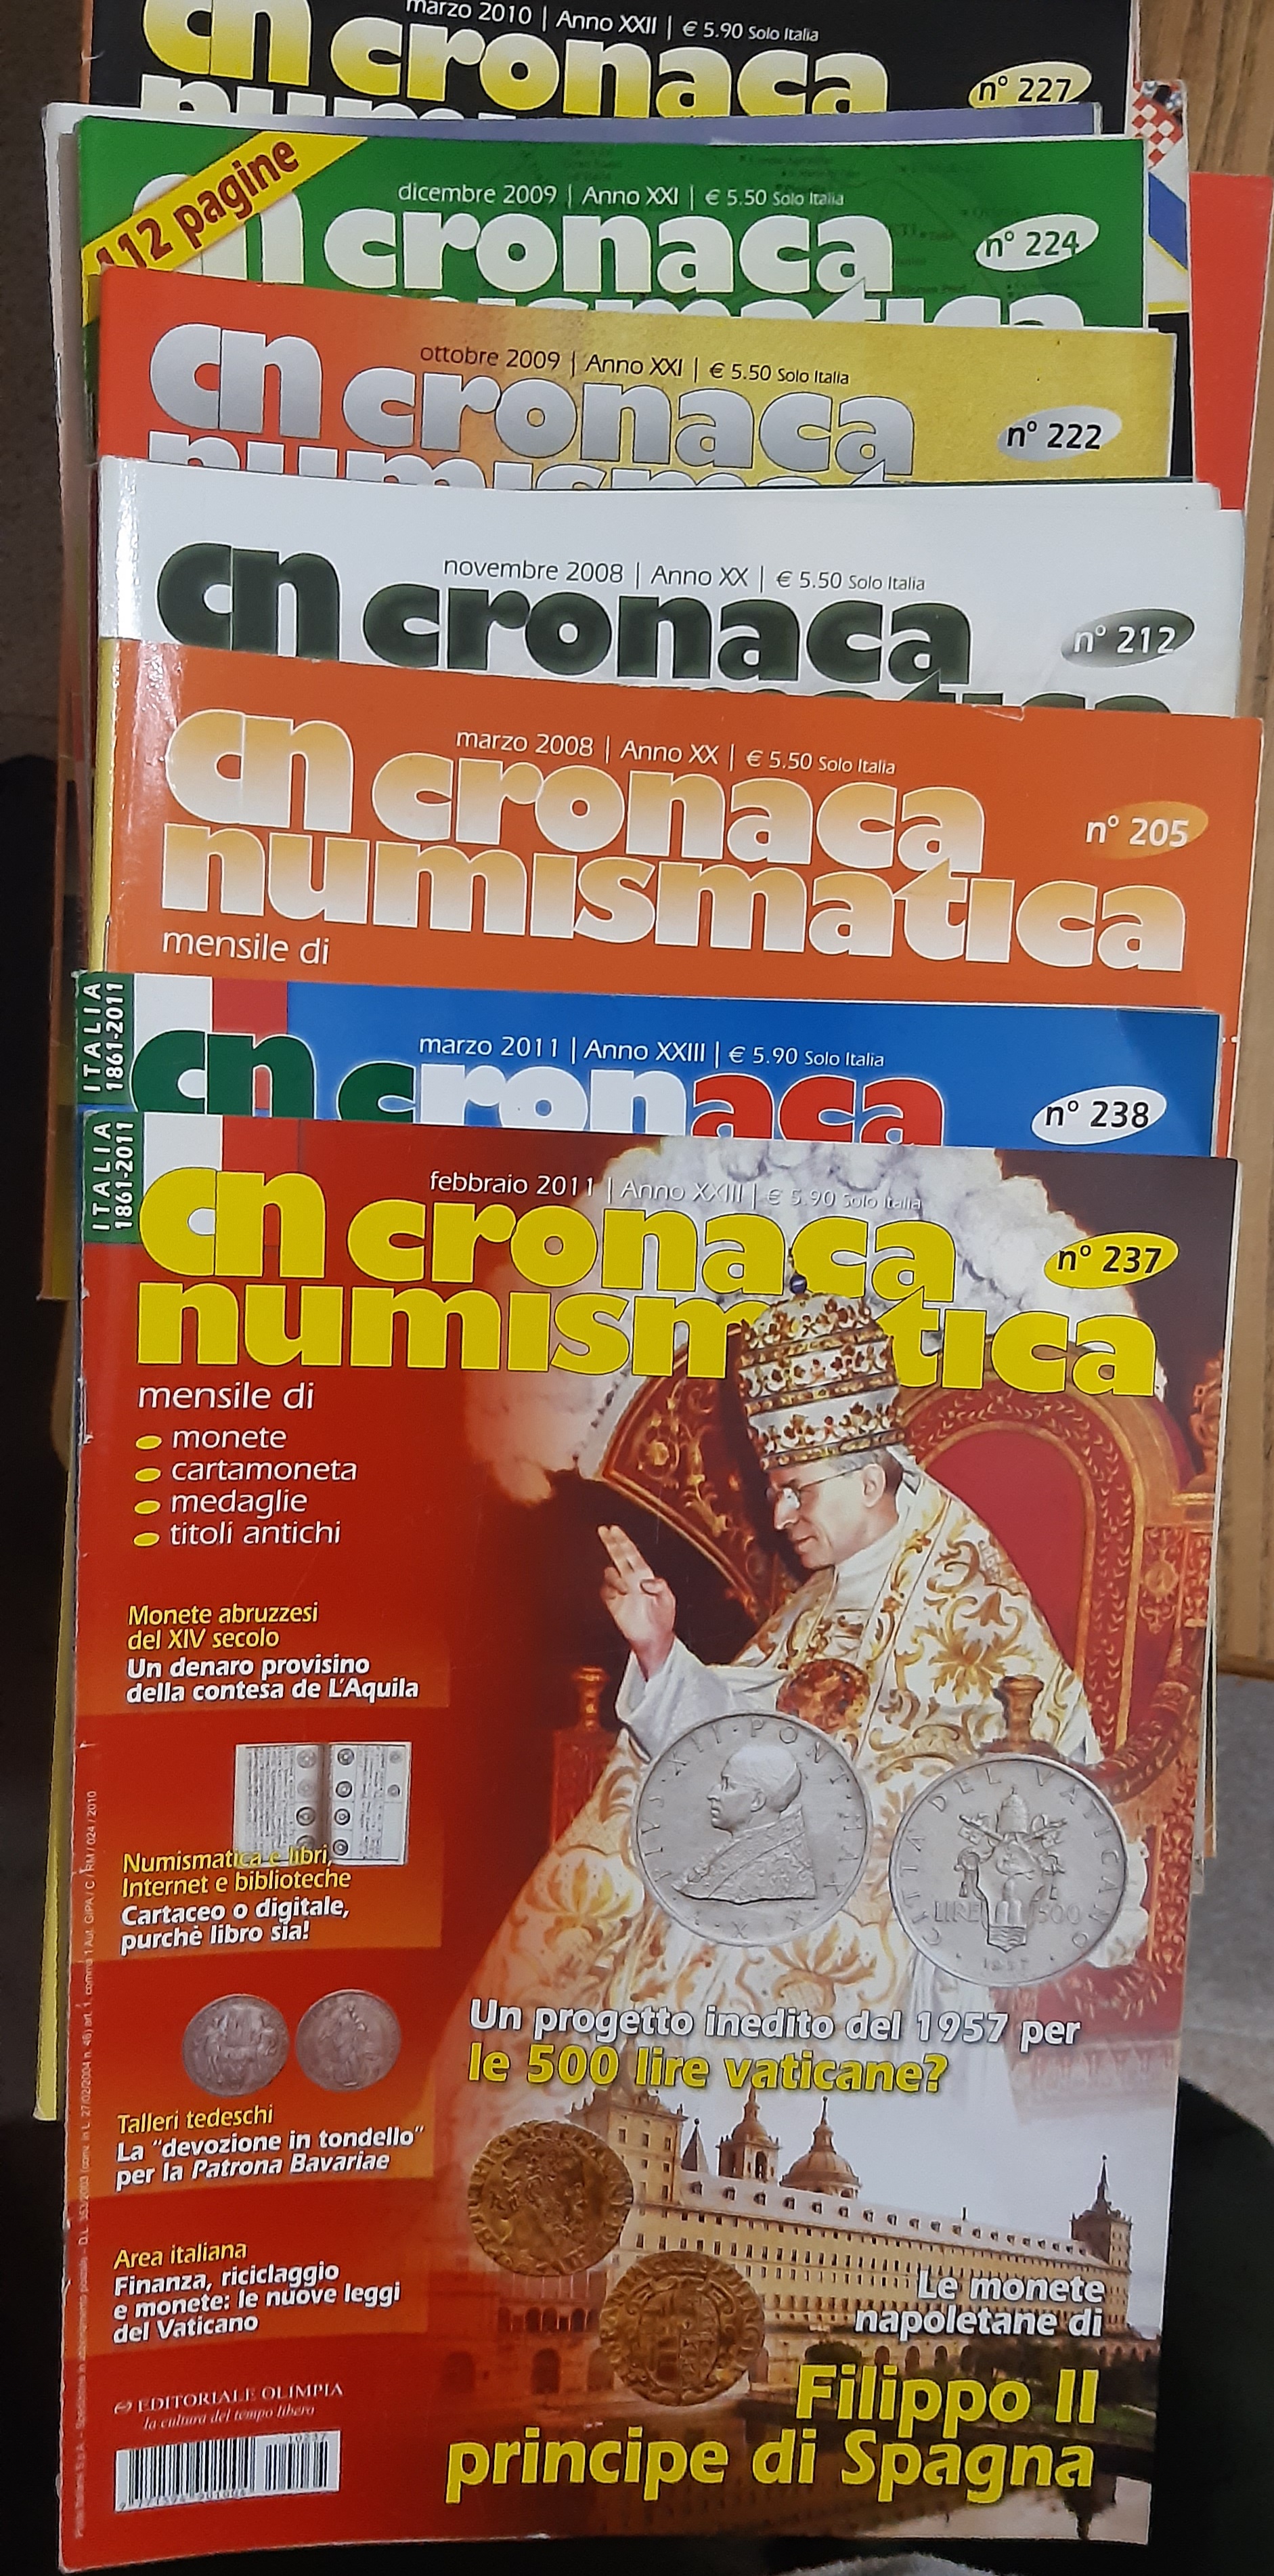 marzo 2010 | Anno XXII | € 5.90 Solo Italia
cn cronaca
n° 227
112 pagine
dicembre 2009 | Anno XXI | € 5.50 Solo Italia
cn cronaca
n° 224
numismatica
ottobre 2009 | Anno XXI | € 5.50 Solo Italia
cn cronaca
n° 222
numismatica
novembre 2008 | Anno XX | € 5.50 Solo Italia
cn cronaca
n° 212
marzo 2008 | Anno XX | € 5.50 Solo Italia
cn cronaca
n° 205
numismatica
mensile di
ITALIA
1861-2011
marzo 2011 | Anno XXIII | € 5.90 Solo Italia
cn cronaca
n° 238
ITALIA
1861-2011
febbraio 2011 | Anno XXIII | € 5.90 Solo Italia
cn cronaca
n° 237
numismatica
mensile di
monete
cartamoneta
medaglie
titoli antichi
Monete abruzzesi
del XIV secolo
Un denaro provisino
della contesa de L'Aquila
PIVS·XII·PONT·MAX
CITTA DEL VATICANO
LIRE 500
1957
Numismatica e libri,
Internet e biblioteche
Cartaceo o digitale,
purché libro sia!
Un progetto inedito del 1957 per
le 500 lire vaticane?
Talleri tedeschi
La "devozione in tondello"
per la Patrona Bavariae
Area italiana
Finanza, riciclaggio
e monete: le nuove leggi
del Vaticano
Le monete
napoletane di
Filippo II
principe di Spagna
EDITORIALE OLIMPIA
la cultura del tempo libero